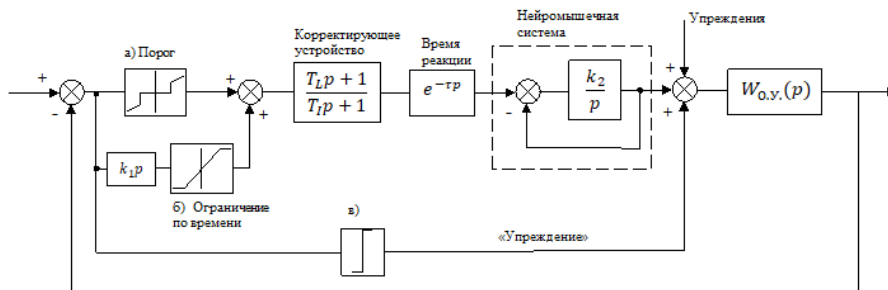 Нейромышечная
система
Упреждения
Корректирующее
устройство
Время
реакции
а) Порог
+
-
+
+
T_L p + 1
T_I p + 1
e^{-τp}
-
k_2
p
+
+
+
W_{О.У.}(p)
k_1 p
б) Ограничение
по времени
в)
«Упреждение»